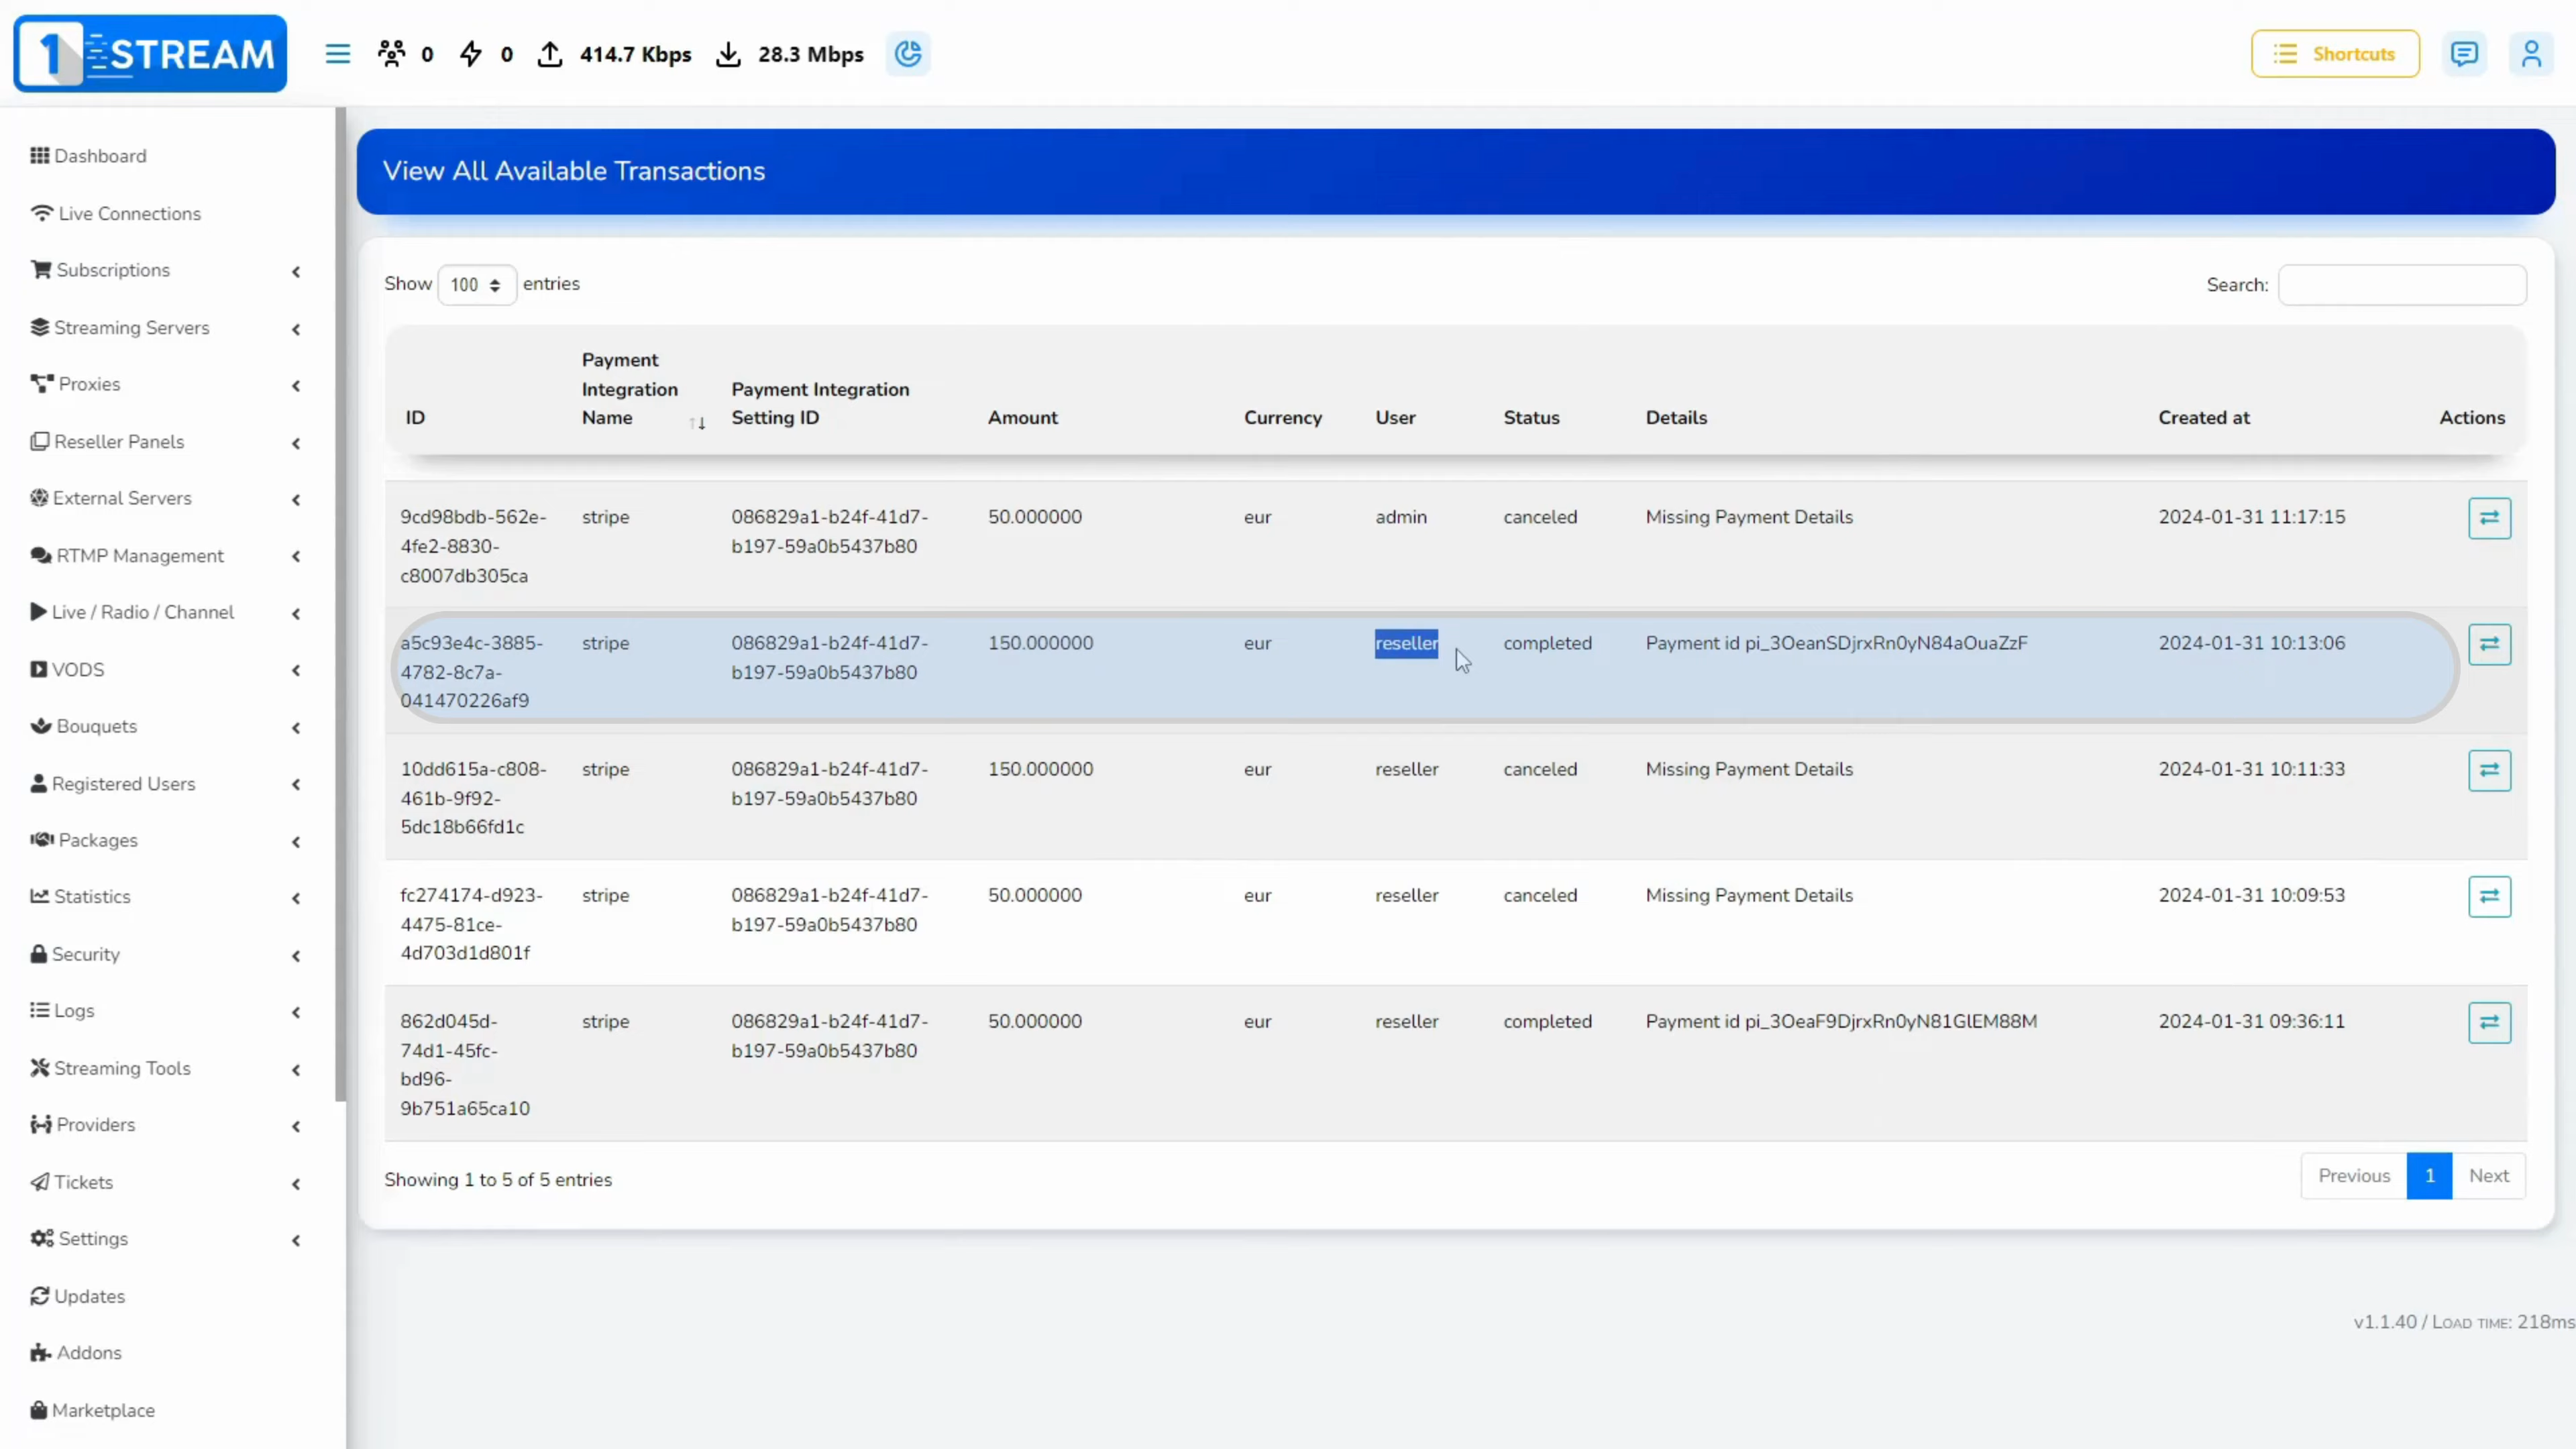 1 STREAM
0
0
414.7 Kbps
28.3 Mbps
Shortcuts
Dashboard
Live Connections
Subscriptions
Streaming Servers
Proxies
Reseller Panels
External Servers
RTMP Management
Live / Radio / Channel
VODS
Bouquets
Registered Users
Packages
Statistics
Security
Logs
Streaming Tools
Providers
Tickets
Settings
Updates
Addons
Marketplace
View All Available Transactions
Show 100 entries
Search:
ID
Payment
Integration
Name
Payment Integration
Setting ID
Amount
Currency
User
Status
Details
Created at
Actions
9cd98bdb-562e-
4fe2-8830-
c8007db305ca
stripe
086829a1-b24f-41d7-
b197-59a0b5437b80
50.000000
eur
admin
canceled
Missing Payment Details
2024-01-31 11:17:15
a5c93e4c-3885-
4782-8c7a-
041470226af9
stripe
086829a1-b24f-41d7-
b197-59a0b5437b80
150.000000
eur
reseller
completed
Payment id pi_3OeanSDjrxRn0yN84aOuaZzF
2024-01-31 10:13:06
10dd615a-c808-
461b-9f92-
5dc18b66fd1c
stripe
086829a1-b24f-41d7-
b197-59a0b5437b80
150.000000
eur
reseller
canceled
Missing Payment Details
2024-01-31 10:11:33
fc274174-d923-
4475-81ce-
4d703d1d801f
stripe
086829a1-b24f-41d7-
b197-59a0b5437b80
50.000000
eur
reseller
canceled
Missing Payment Details
2024-01-31 10:09:53
862d045d-
74d1-45fc-
bd96-
9b751a65ca10
stripe
086829a1-b24f-41d7-
b197-59a0b5437b80
50.000000
eur
reseller
completed
Payment id pi_3OeaF9DjrxRn0yN81GlEM88M
2024-01-31 09:36:11
Showing 1 to 5 of 5 entries
Previous 1 Next
v1.1.40 / Load time: 218ms